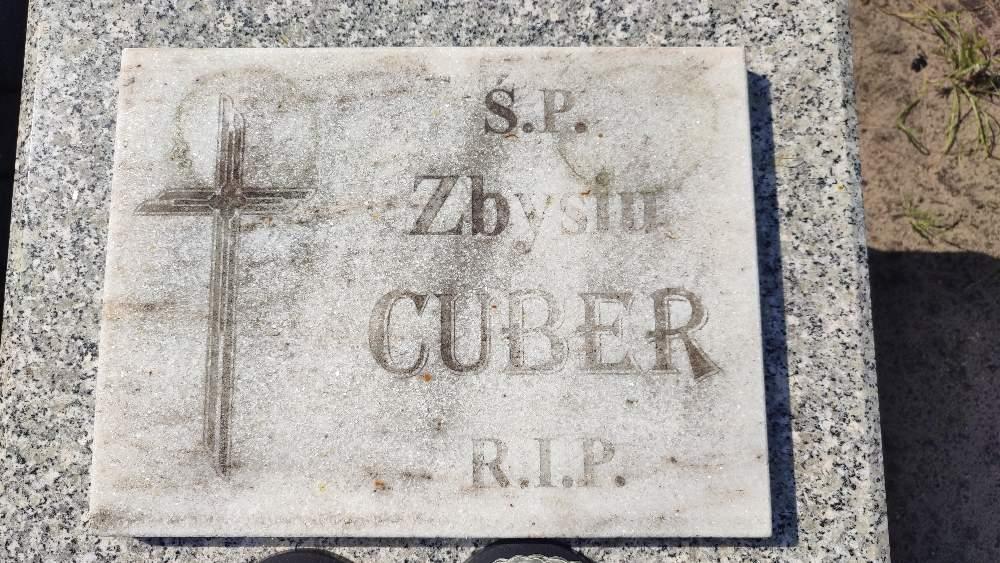 Ś.P.
Zbysiu
CUBER
R.I.P.